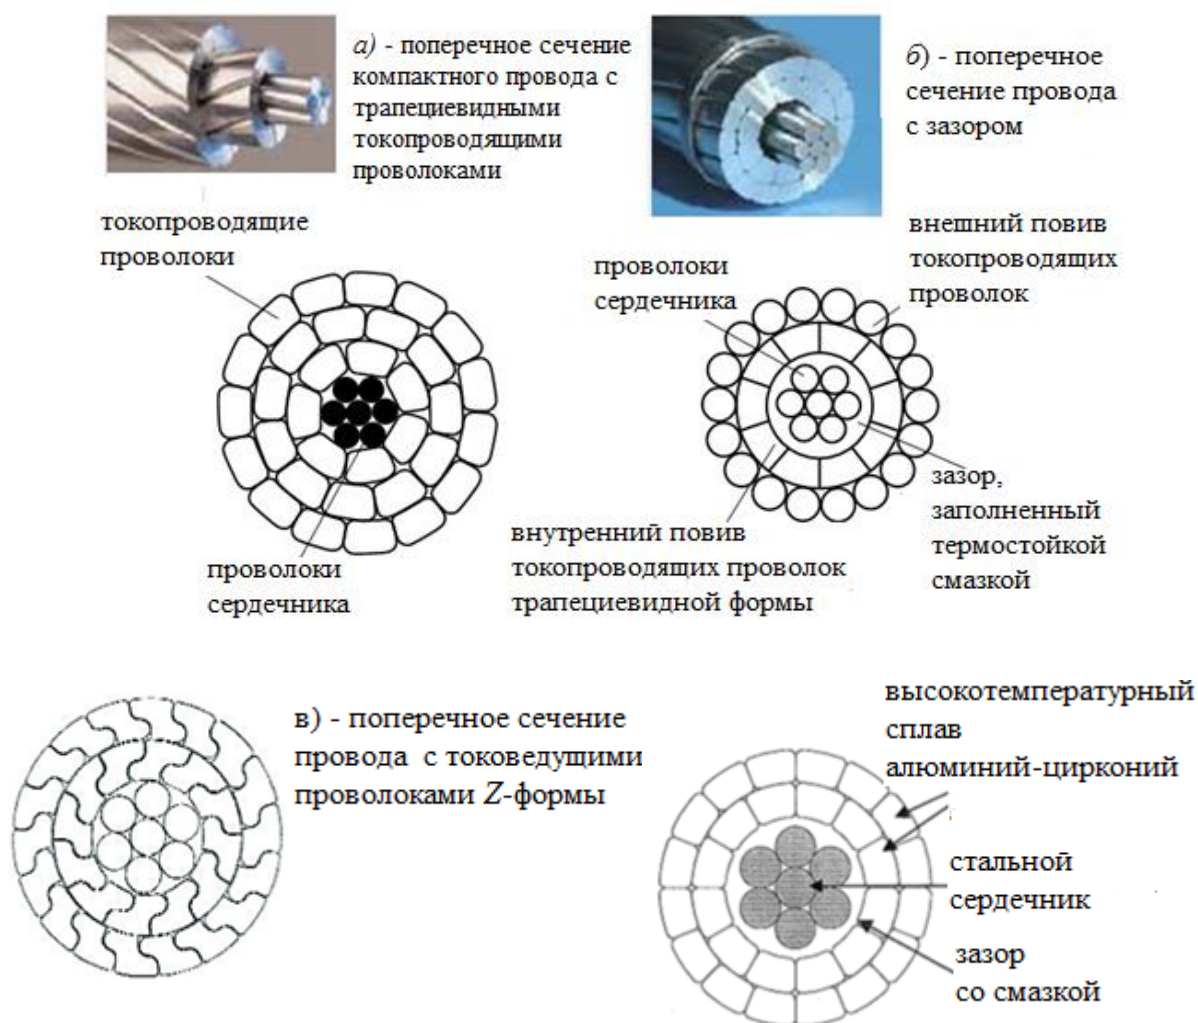 а) - поперечное сечение
компактного провода с
трапециевидными
токопроводящими
проволоками
б) - поперечное
сечение провода
с зазором
токопроводящие
проволоки
проволоки
сердечника
проволоки
сердечника
внешний повив
токопроводящих
проволок
зазор,
заполненный
термостойкой
смазкой
внутренний повив
токопроводящих проволок
трапециевидной формы
в) - поперечное сечение
провода с токоведущими
проволоками Z-формы
высокотемпературный
сплав
алюминий-цирконий
стальной
сердечник
зазор
со смазкой